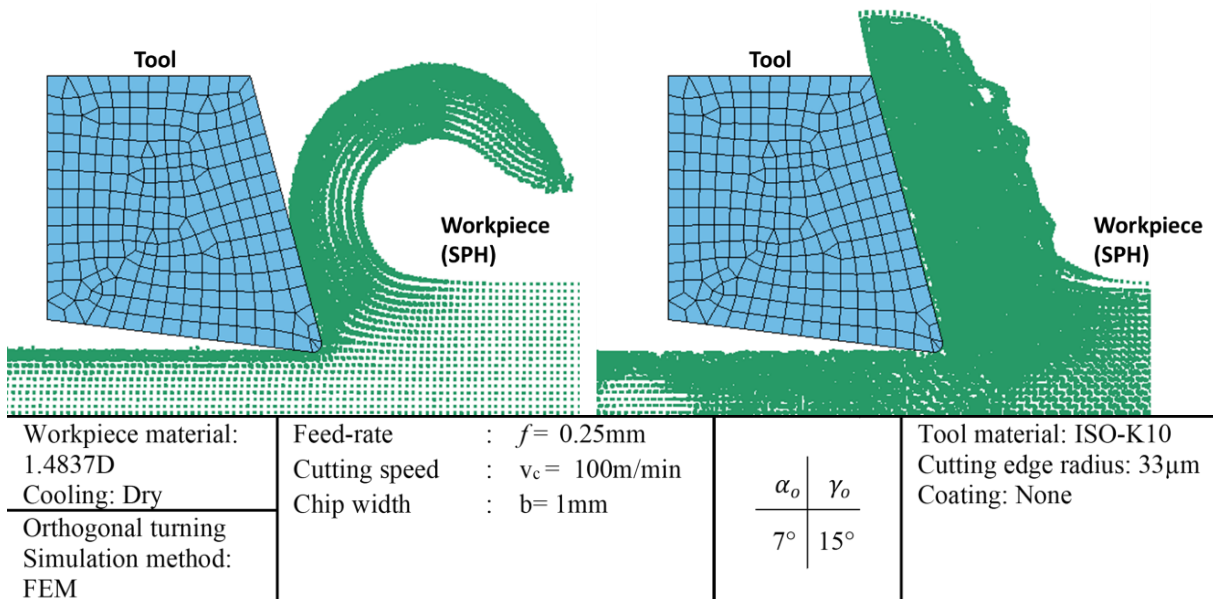 Tool
Workpiece
(SPH)
Tool
Workpiece
(SPH)
Workpiece material:
1.4837D
Cooling: Dry
Orthogonal turning
Simulation method:
FEM
Feed-rate : f = 0.25mm
Cutting speed : vc = 100m/min
Chip width : b= 1mm
αo γo
7° 15°
Tool material: ISO-K10
Cutting edge radius: 33µm
Coating: None